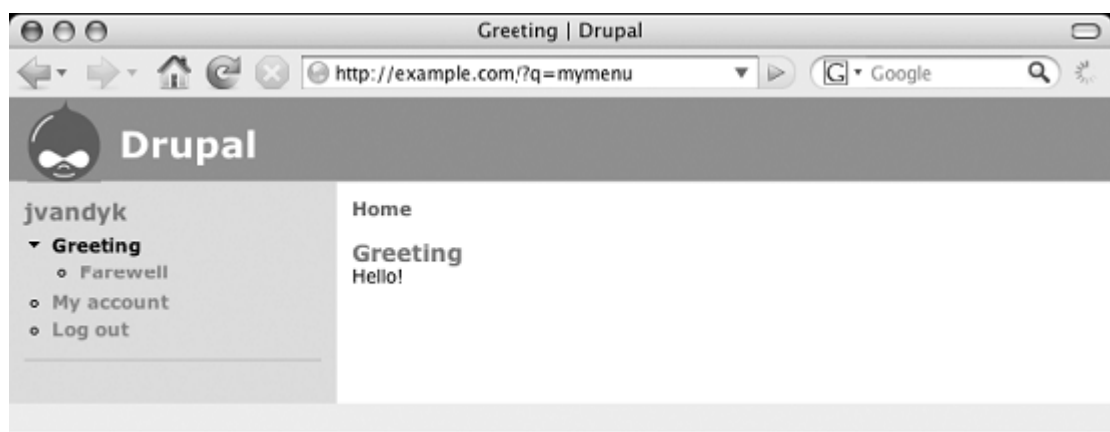 Greeting | Drupal
http://example.com/?q=mymenu
G Google
Drupal
jvandyk
Greeting
Farewell
My account
Log out
Home
Greeting
Hello!